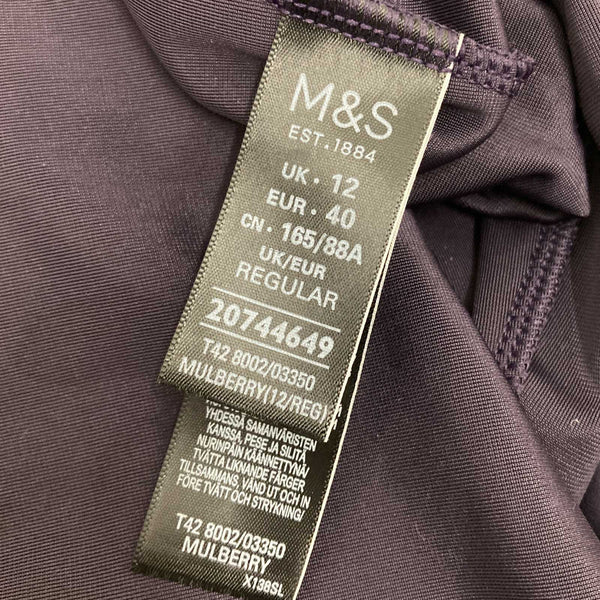 M&S
EST. 1884
UK · 12
EUR · 40
CN · 165/88A
UK/EUR
REGULAR
20744649
T42 8002/03350
MULBERRY(12/REG)
YHDESSÄ SAMANVÄRISTEN
KANSSA, PESE JA SILITÄ
NURINPÄIN KÄÄNNETTYNÄ/
TVÄTTA LIKNANDE FÄRGER
TILLSAMMANS, VÄND UT OCH IN
FÖRE TVÄTT OCH STRYKNING/
T42 8002/03350
MULBERRY
X138SL